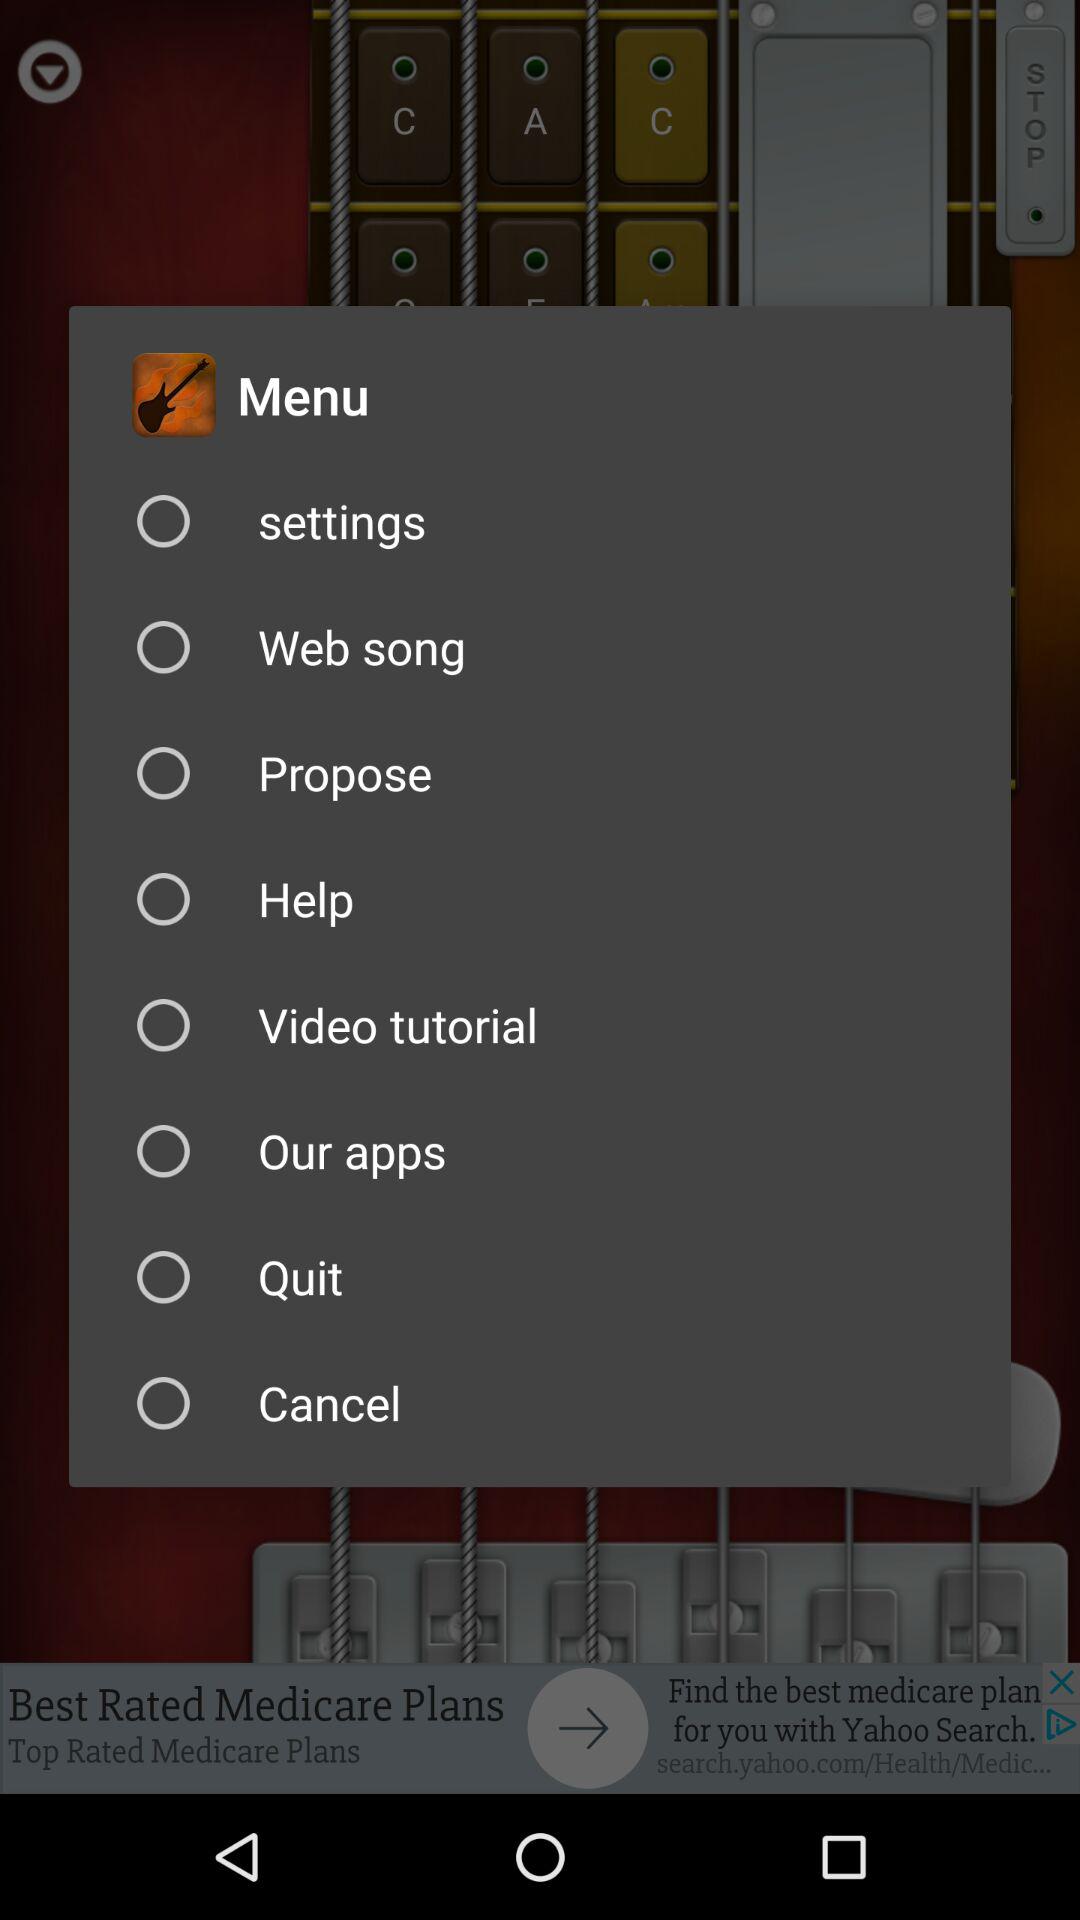 C A C
S
T
O
P
Menu
settings
Web song
Propose
Help
Video tutorial
Our apps
Quit
Cancel
Best Rated Medicare Plans
Top Rated Medicare Plans
Find the best medicare plan
for you with Yahoo Search.
search.yahoo.com/Health/Medic...